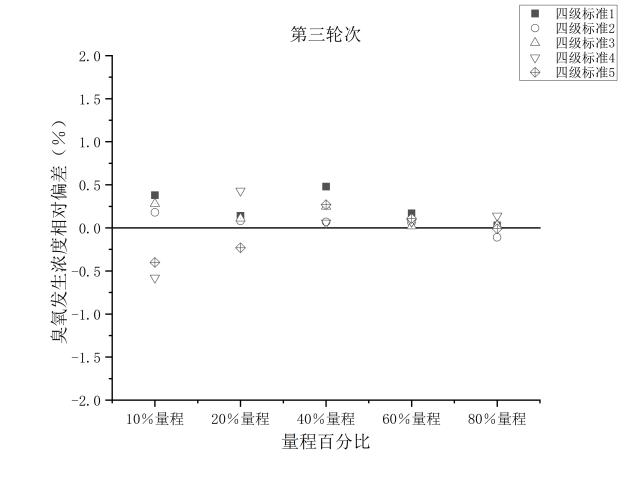 第三轮次
四级标准1
四级标准2
四级标准3
四级标准4
四级标准5
臭氧发生浓度相对偏差（%）
2.0
1.5
1.0
0.5
0.0
-0.5
-1.0
-1.5
-2.0
10%量程 20%量程 40%量程 60%量程 80%量程
量程百分比